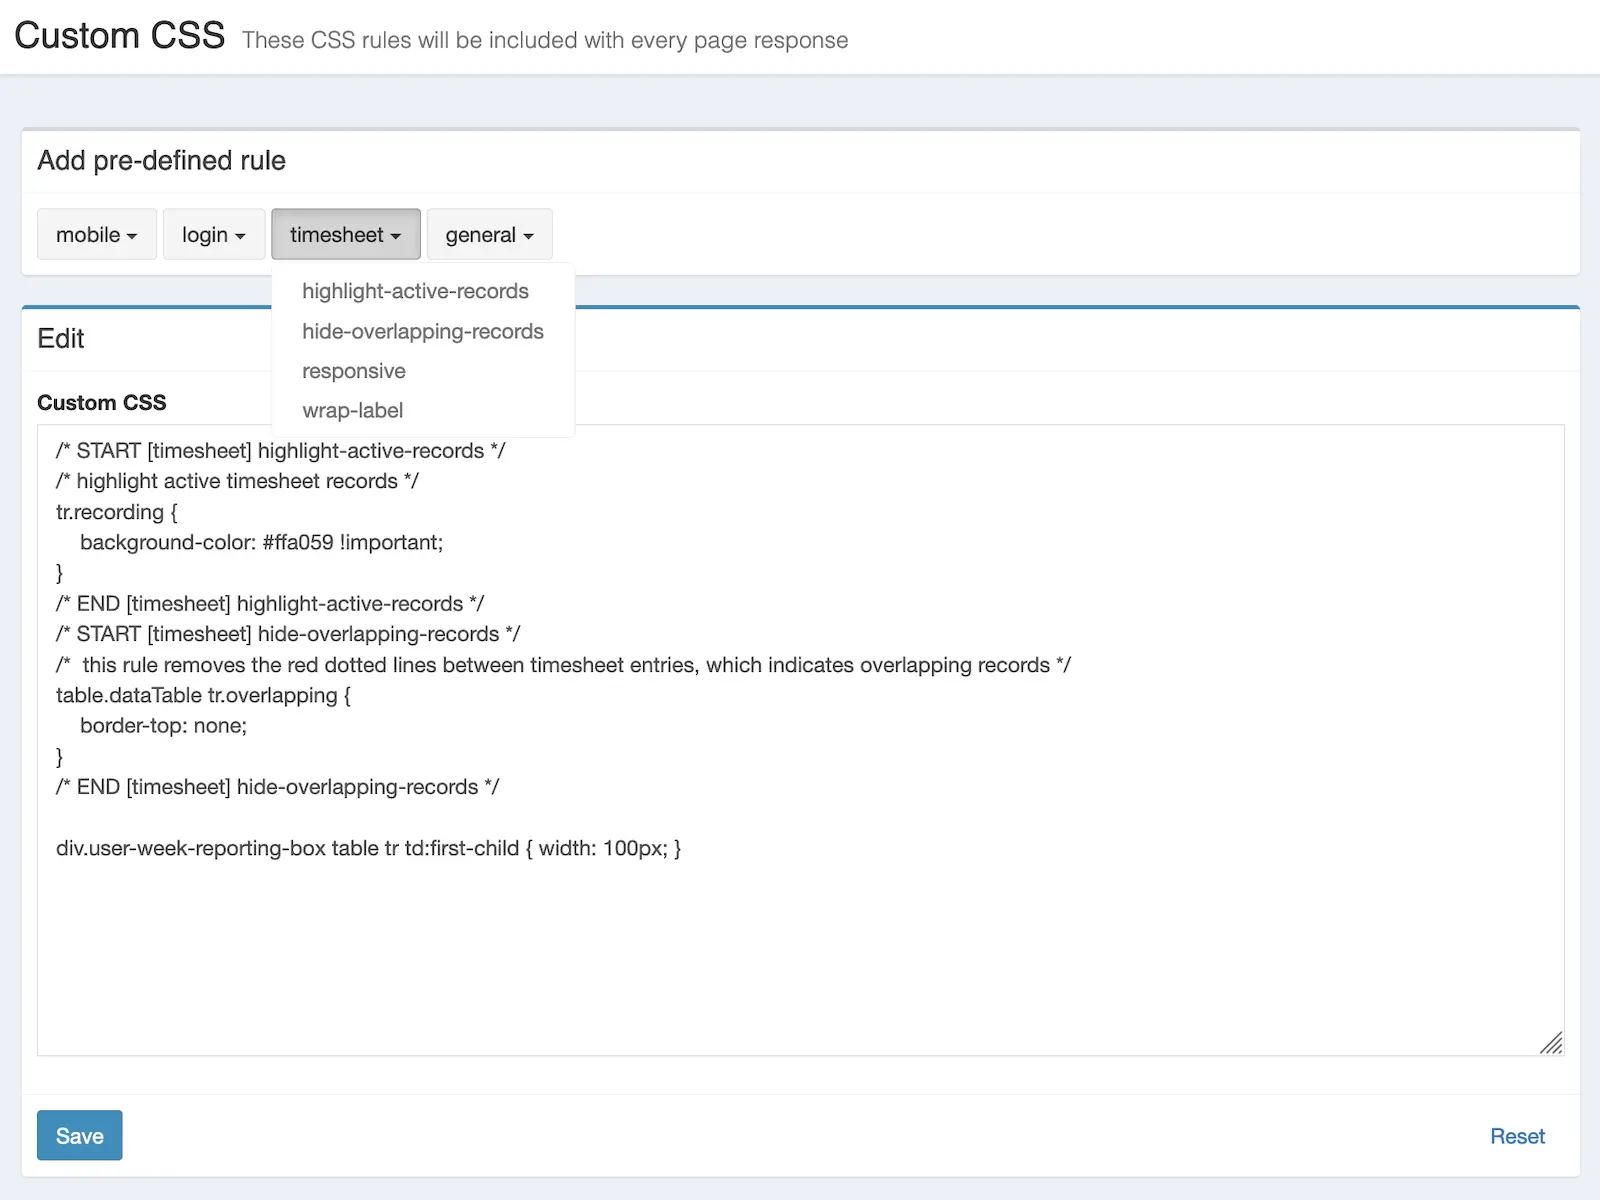 Custom CSS These CSS rules will be included with every page response
Add pre-defined rule
mobile login timesheet general
highlight-active-records
hide-overlapping-records
responsive
wrap-label
Edit
Custom CSS
/* START [timesheet] highlight-active-records */
/* highlight active timesheet records */
tr.recording {
    background-color: #ffa059 !important;
}
/* END [timesheet] highlight-active-records */
/* START [timesheet] hide-overlapping-records */
/*  this rule removes the red dotted lines between timesheet entries, which indicates overlapping records */
table.dataTable tr.overlapping {
    border-top: none;
}
/* END [timesheet] hide-overlapping-records */
div.user-week-reporting-box table tr td:first-child { width: 100px; }
Save Reset